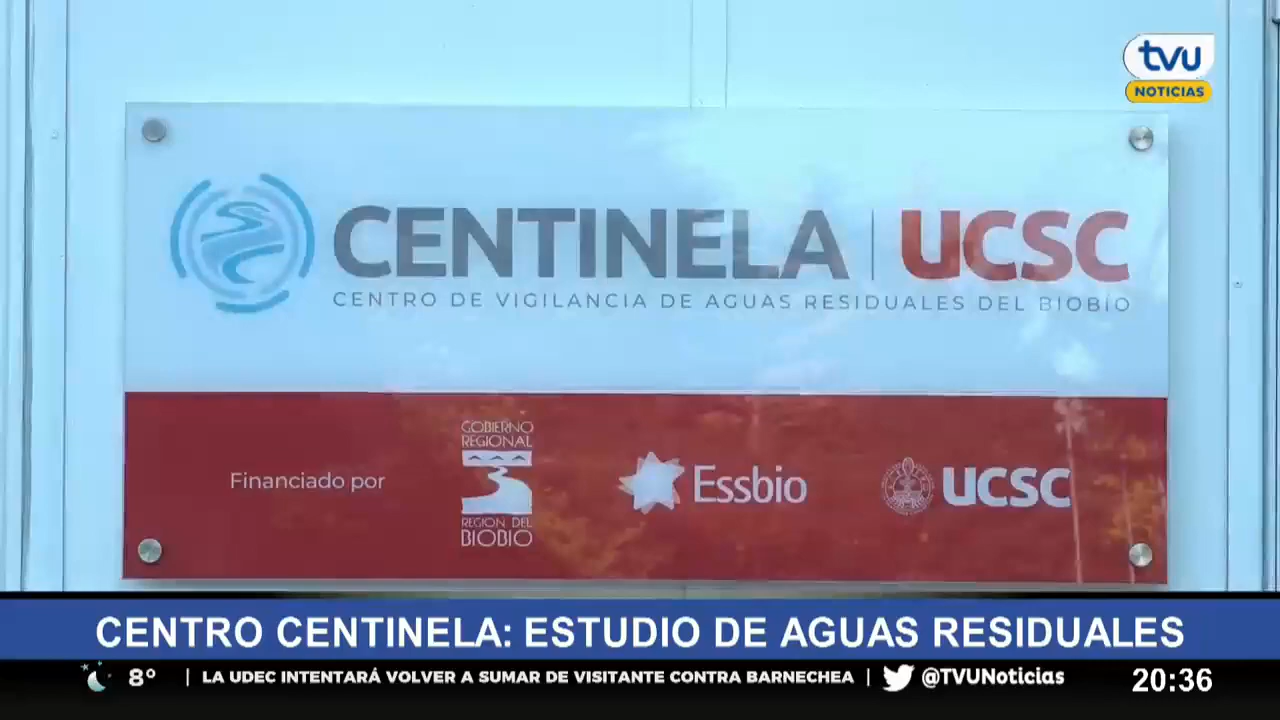 tvu
NOTICIAS
CENTINELA | UCSC
CENTRO DE VIGILANCIA DE AGUAS RESIDUALES DEL BIOBÍO
Financiado por
GOBIERNO
REGIONAL
REGION DEL
BIOBIO
Essbio
UCSC
CENTRO CENTINELA: ESTUDIO DE AGUAS RESIDUALES
8° | LA UDEC INTENTARÁ VOLVER A SUMAR DE VISITANTE CONTRA BARNECHEA | @TVUNoticias 20:36